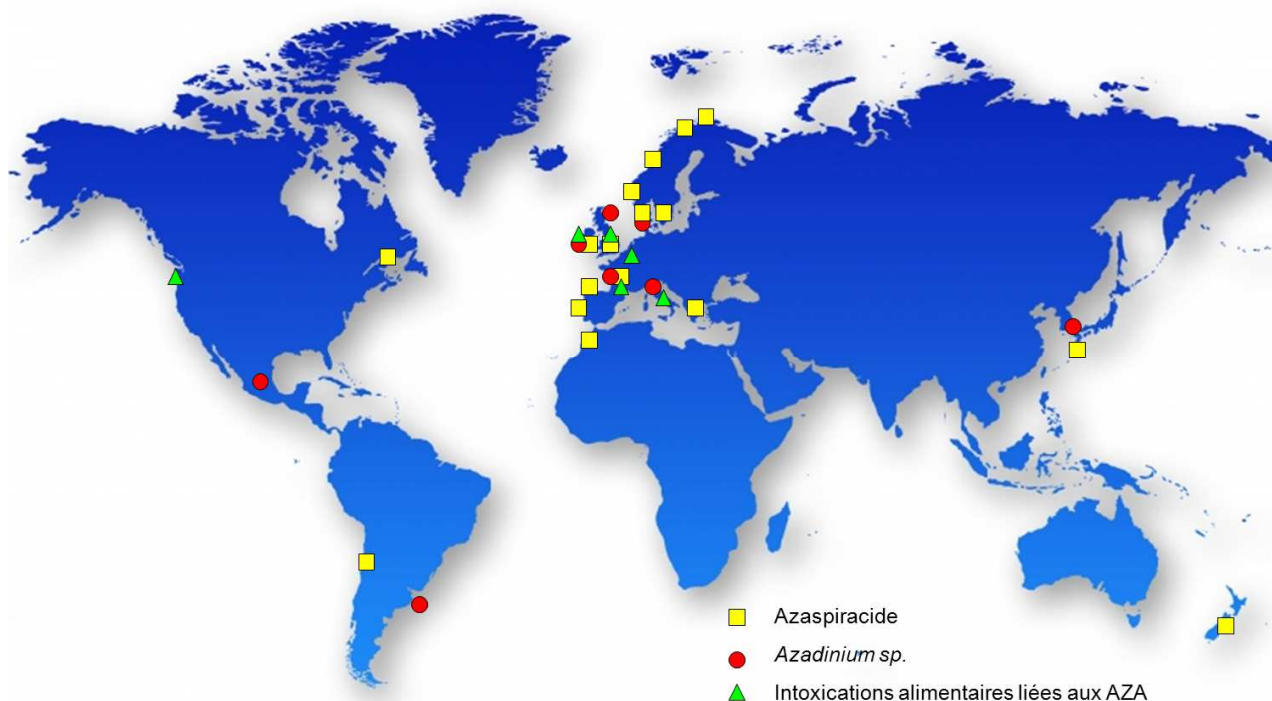 Azaspiracide
Azadinium sp.
Intoxications alimentaires liées aux AZA